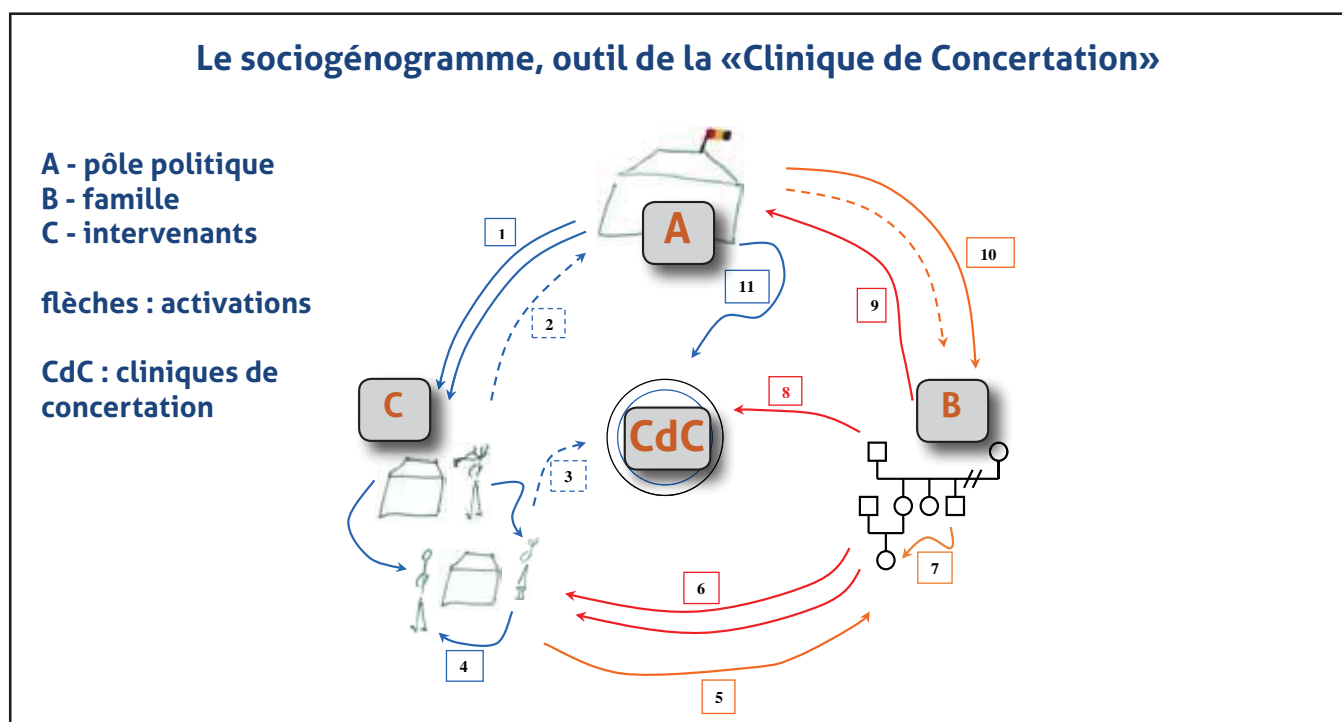 Le sociogénogramme, outil de la «Clinique de Concertation»
A - pôle politique
B - famille
C - intervenants
flèches : activations
CdC : cliniques de
concertation
A
1
10
11
9
2
C
8
B
CdC
3
7
6
4
5